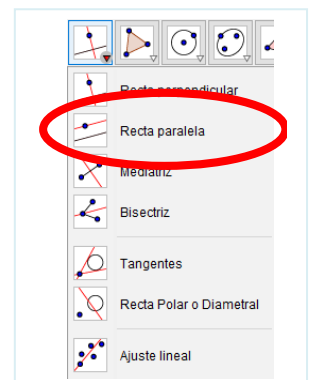 Recta perpendicular
Recta paralela
Mediatriz
Bisectriz
Tangentes
Recta Polar o Diametral
Ajuste lineal